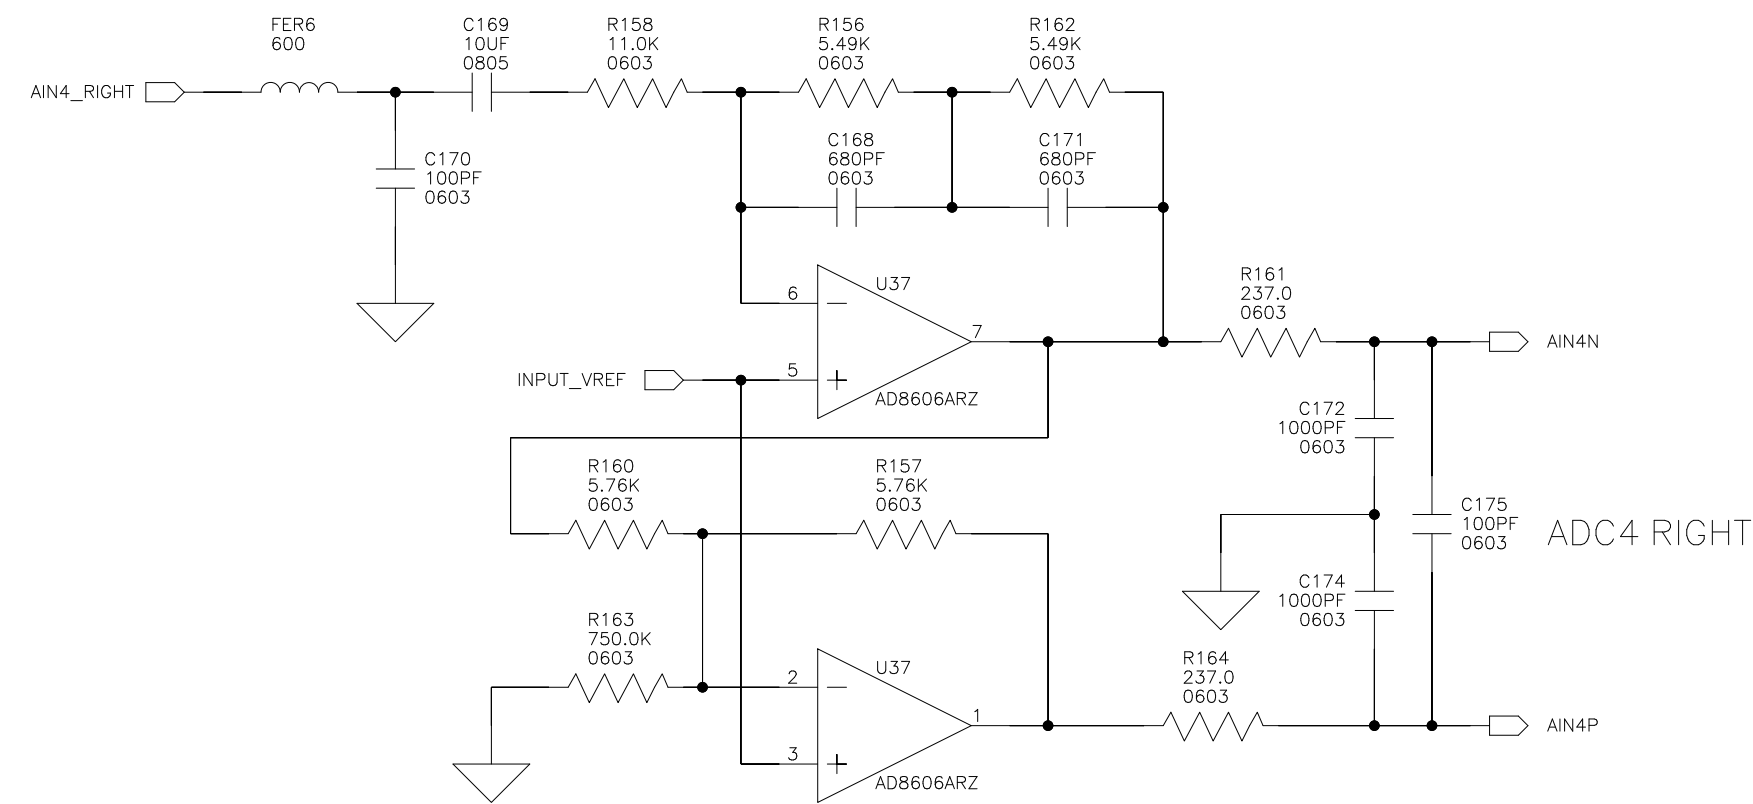 FER6
600
C169
10UF
0805
R158
11.0K
0603
R156
5.49K
0603
R162
5.49K
0603
AIN4_RIGHT
C170
100PF
0603
C168
680PF
0603
C171
680PF
0603
6
U37
7
5
AD8606ARZ
INPUT_VREF
R161
237.0
0603
AIN4N
C172
1000PF
0603
R160
5.76K
0603
R157
5.76K
0603
C175
100PF
0603
ADC4 RIGHT
C174
1000PF
0603
R163
750.0K
0603
2
U37
1
3
AD8606ARZ
R164
237.0
0603
AIN4P